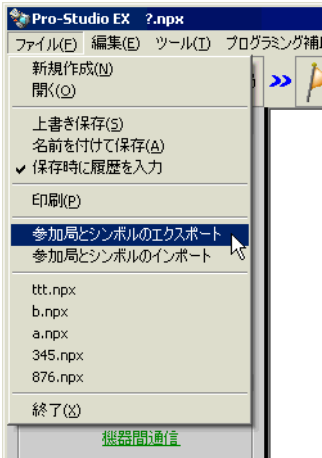 Pro-Studio EX ?.npx
ファイル(F) 編集(E) ツール(T) プログラミング補
新規作成(N)
開く(O)
上書き保存(S)
名前を付けて保存(A)
保存時に履歴を入力
印刷(P)
参加局とシンボルのエクスポート
参加局とシンボルのインポート
ttt.npx
b.npx
a.npx
345.npx
876.npx
終了(X)
機器間通信